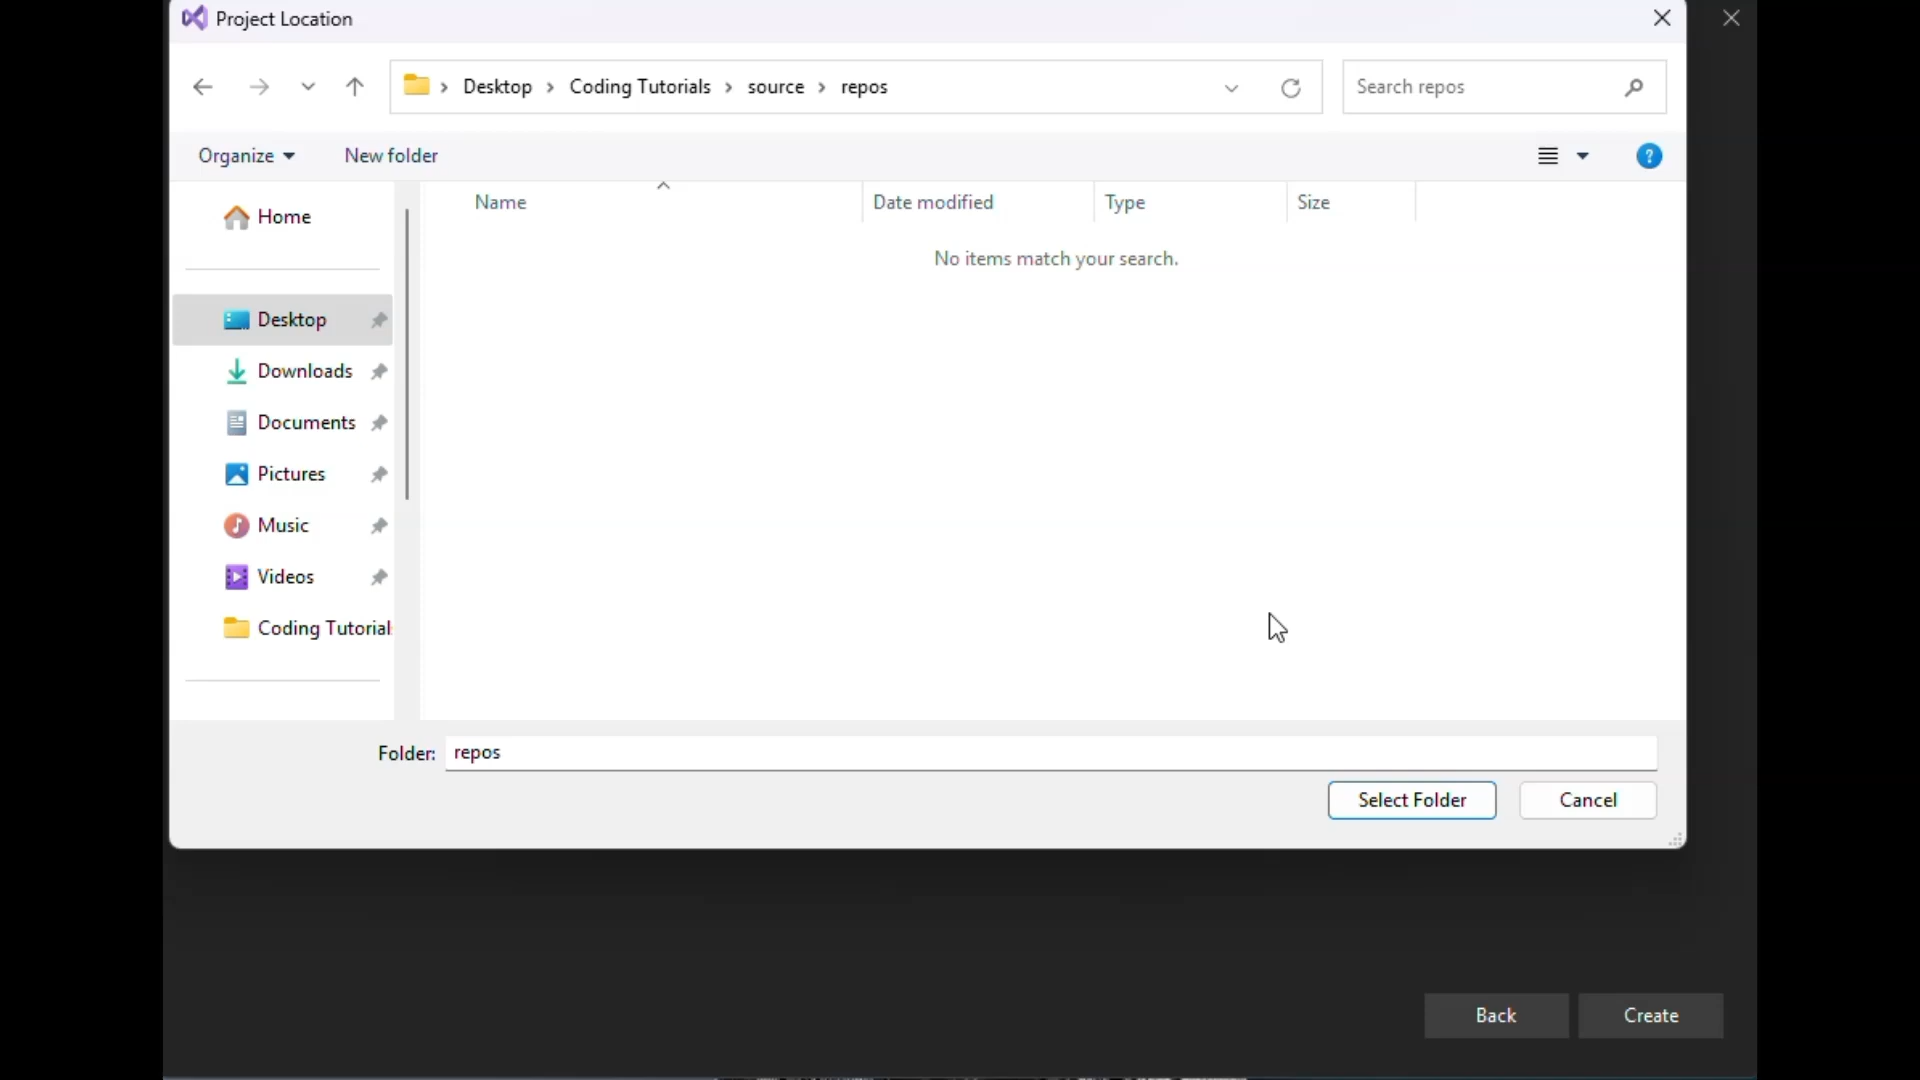 Project Location
Desktop > Coding Tutorials > source > repos
Search repos
Organize
New folder
?
Name
Date modified
Type
Size
No items match your search.
Home
Desktop
Downloads
Documents
Pictures
Music
Videos
Coding Tutorial
Folder:
repos
Select Folder
Cancel
Back
Create